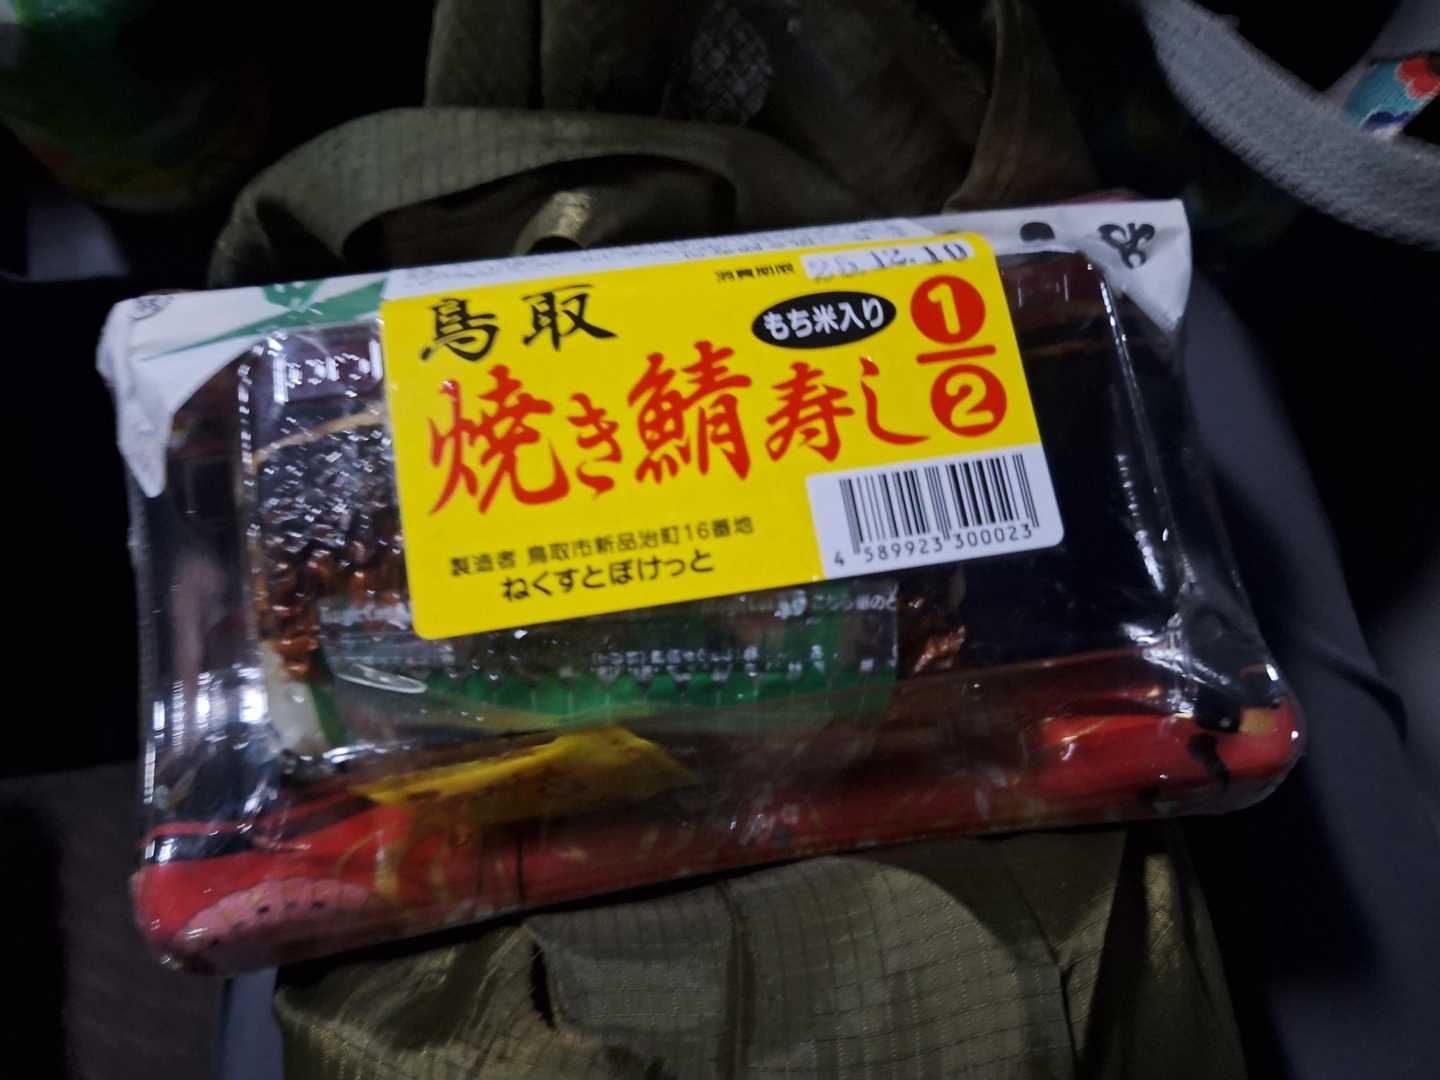 消費期限 25.12.10
鳥取
もち米入り
1/2
焼き鯖寿し
製造者 鳥取市新品治町16番地
ねくすとぽけっと
4 589923 300023